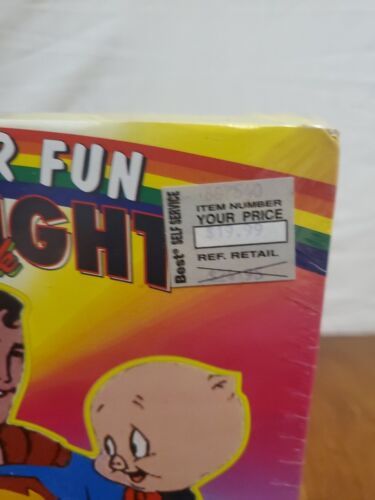 R FUN
IGHT
Best® SELF SERVICE
ITEM NUMBER
YOUR PRICE
$19.99
REF. RETAIL